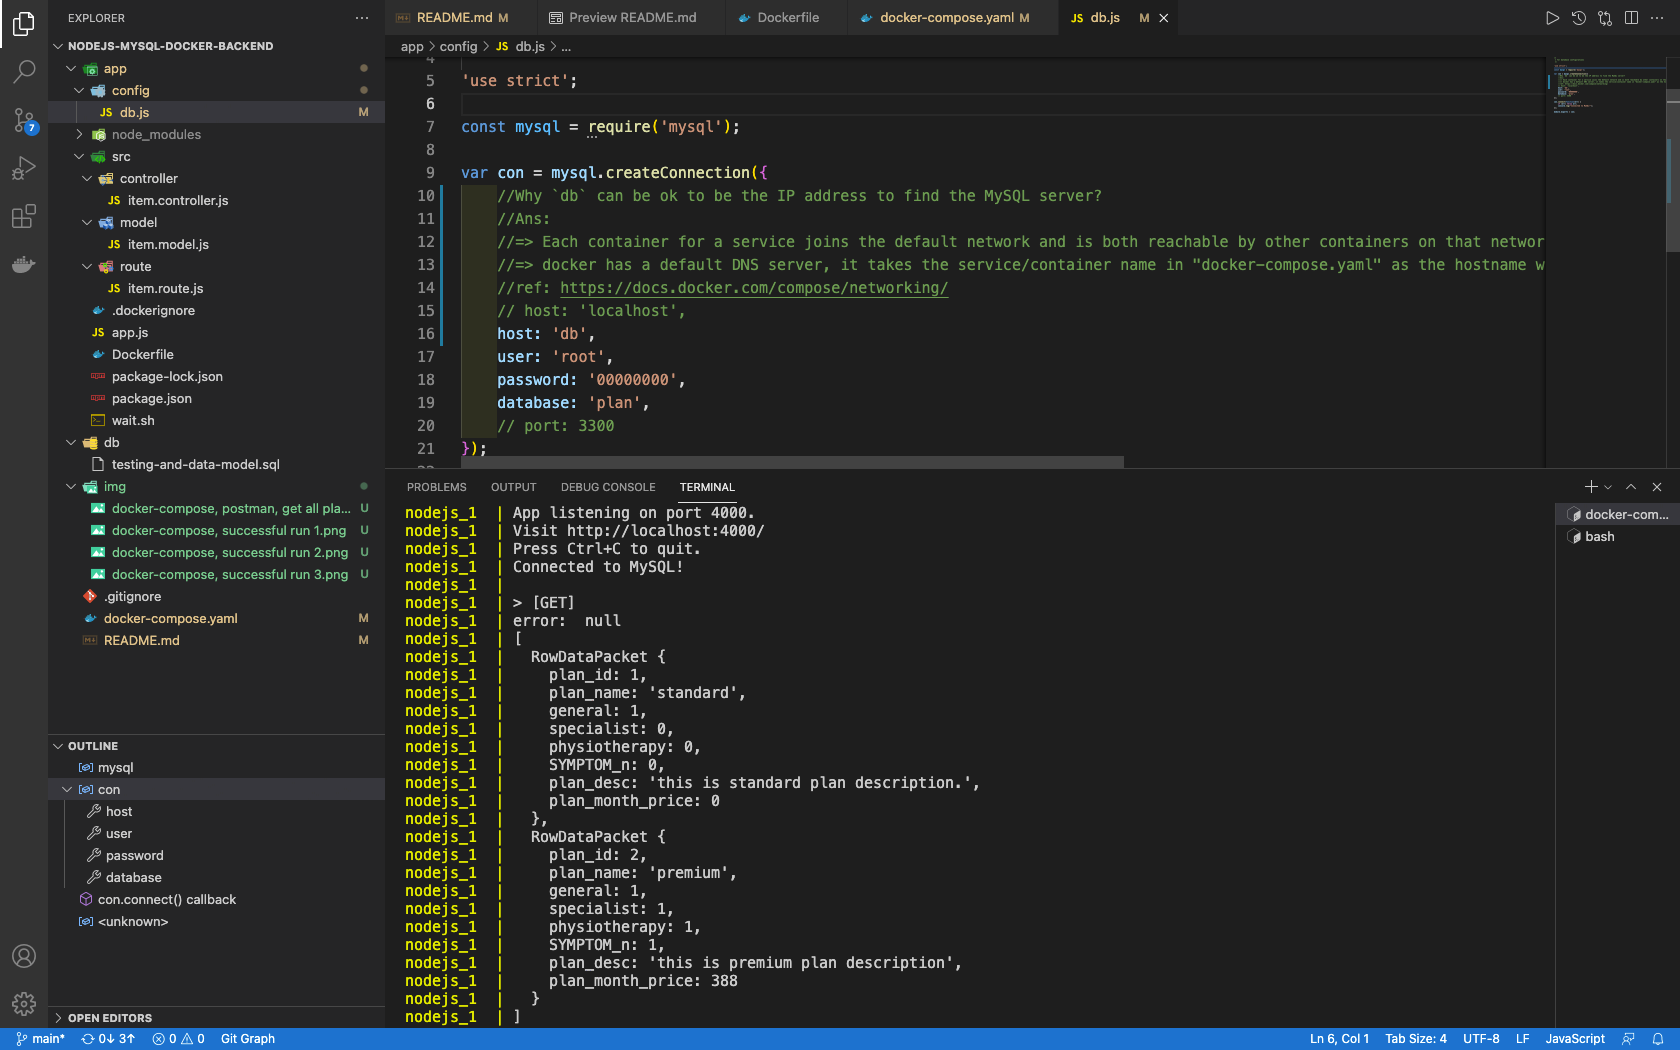 EXPLORER
NODEJS-MYSQL-DOCKER-BACKEND
app
config
JS db.js M
node_modules
src
controller
JS item.controller.js
model
JS item.model.js
route
JS item.route.js
.dockerignore
JS app.js
Dockerfile
package-lock.json
package.json
wait.sh
db
testing-and-data-model.sql
img
docker-compose, postman, get all pla... U
docker-compose, successful run 1.png U
docker-compose, successful run 2.png U
docker-compose, successful run 3.png U
.gitignore
docker-compose.yaml M
README.md M
7
OUTLINE
mysql
con
host
user
password
database
con.connect() callback
<unknown>
OPEN EDITORS
README.md M
Preview README.md
Dockerfile
docker-compose.yaml M
JS db.js M
app > config > JS db.js > ...
4
5 'use strict';
6
7 const mysql = require('mysql');
8
9 var con = mysql.createConnection({
10 //Why `db` can be ok to be the IP address to find the MySQL server?
11 //Ans:
12 //=> Each container for a service joins the default network and is both reachable by other containers on that networ
13 //=> docker has a default DNS server, it takes the service/container name in "docker-compose.yaml" as the hostname w
14 //ref: https://docs.docker.com/compose/networking/
15 // host: 'localhost',
16 host: 'db',
17 user: 'root',
18 password: '00000000',
19 database: 'plan',
20 // port: 3300
21 });
PROBLEMS OUTPUT DEBUG CONSOLE TERMINAL
nodejs_1 | App listening on port 4000.
nodejs_1 | Visit http://localhost:4000/
nodejs_1 | Press Ctrl+C to quit.
nodejs_1 | Connected to MySQL!
nodejs_1 |
nodejs_1 | > [GET]
nodejs_1 | error:  null
nodejs_1 | [
nodejs_1 | RowDataPacket {
nodejs_1 | plan_id: 1,
nodejs_1 | plan_name: 'standard',
nodejs_1 | general: 1,
nodejs_1 | specialist: 0,
nodejs_1 | physiotherapy: 0,
nodejs_1 | SYMPTOM_n: 0,
nodejs_1 | plan_desc: 'this is standard plan description.',
nodejs_1 | plan_month_price: 0
nodejs_1 | },
nodejs_1 | RowDataPacket {
nodejs_1 | plan_id: 2,
nodejs_1 | plan_name: 'premium',
nodejs_1 | general: 1,
nodejs_1 | specialist: 1,
nodejs_1 | physiotherapy: 1,
nodejs_1 | SYMPTOM_n: 1,
nodejs_1 | plan_desc: 'this is premium plan description',
nodejs_1 | plan_month_price: 388
nodejs_1 | }
nodejs_1 | ]
docker-com...
bash
main* 0↓ 3↑ 0 0 Git Graph
Ln 6, Col 1 Tab Size: 4 UTF-8 LF JavaScript